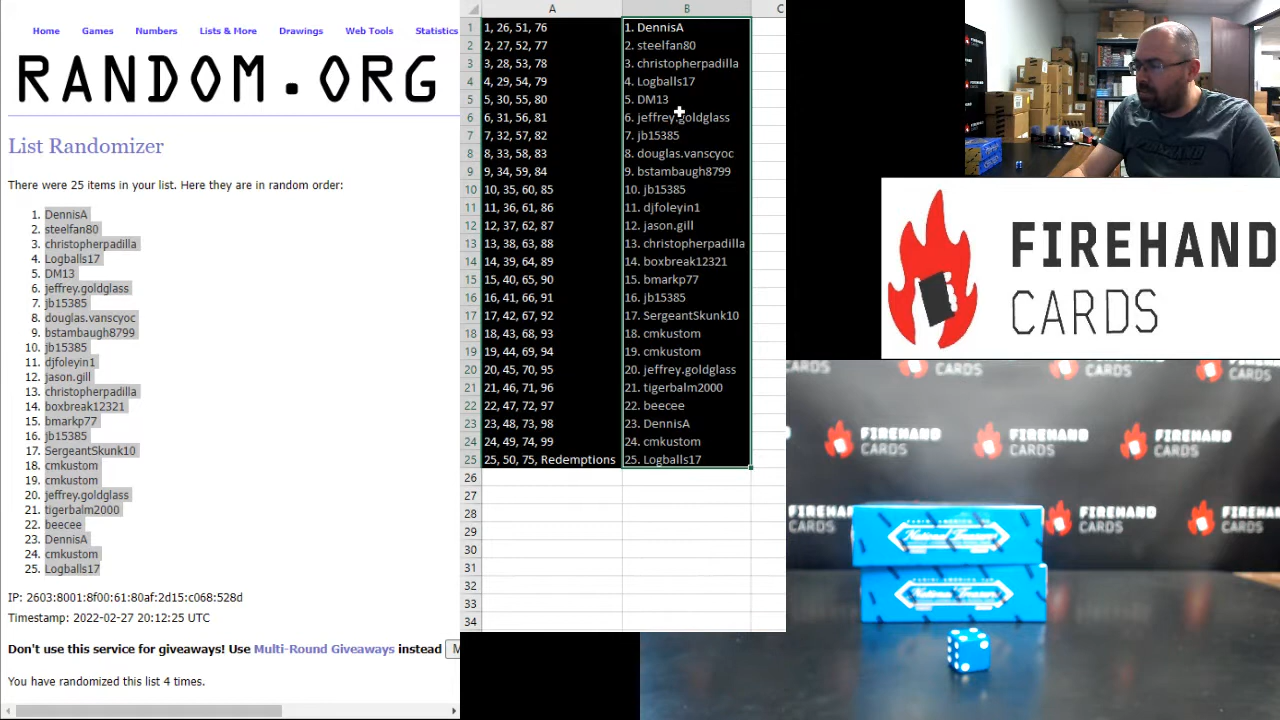 Home Games Numbers Lists & More Drawings Web Tools Statistics
RANDOM.ORG
List Randomizer
There were 25 items in your list. Here they are in random order:
1. DennisA
2. steelfan80
3. christopherpadilla
4. Logballs17
5. DM13
6. jeffrey.goldglass
7. jb15385
8. douglas.vanscyoc
9. bstambaugh8799
10. jb15385
11. djfoleyin1
12. jason.gill
13. christopherpadilla
14. boxbreak12321
15. bmarkp77
16. jb15385
17. SergeantSkunk10
18. cmkustom
19. cmkustom
20. jeffrey.goldglass
21. tigerbalm2000
22. beecee
23. DennisA
24. cmkustom
25. Logballs17
IP: 2603:8001:8f00:61:80af:2d15:c068:528d
Timestamp: 2022-02-27 20:12:25 UTC
Don't use this service for giveaways! Use Multi-Round Giveaways instead
You have randomized this list 4 times.
A B C
1 1, 26, 51, 76 1. DennisA
2 2, 27, 52, 77 2. steelfan80
3 3, 28, 53, 78 3. christopherpadilla
4 4, 29, 54, 79 4. Logballs17
5 5, 30, 55, 80 5. DM13
6 6, 31, 56, 81 6. jeffrey.goldglass
7 7, 32, 57, 82 7. jb15385
8 8, 33, 58, 83 8. douglas.vanscyoc
9 9, 34, 59, 84 9. bstambaugh8799
10 10, 35, 60, 85 10. jb15385
11 11, 36, 61, 86 11. djfoleyin1
12 12, 37, 62, 87 12. jason.gill
13 13, 38, 63, 88 13. christopherpadilla
14 14, 39, 64, 89 14. boxbreak12321
15 15, 40, 65, 90 15. bmarkp77
16 16, 41, 66, 91 16. jb15385
17 17, 42, 67, 92 17. SergeantSkunk10
18 18, 43, 68, 93 18. cmkustom
19 19, 44, 69, 94 19. cmkustom
20 20, 45, 70, 95 20. jeffrey.goldglass
21 21, 46, 71, 96 21. tigerbalm2000
22 22, 47, 72, 97 22. beecee
23 23, 48, 73, 98 23. DennisA
24 24, 49, 74, 99 24. cmkustom
25 25, 50, 75, Redemptions 25. Logballs17
26
27
28
29
30
31
32
33
34
FIREHAND
CARDS
CARDS CARDS CARDS
FIREHAND FIREHAND FIREHAND
CARDS CARDS CARDS
FIREHAND FIREHAND
CARDS CARDS CARDS
National Treasures